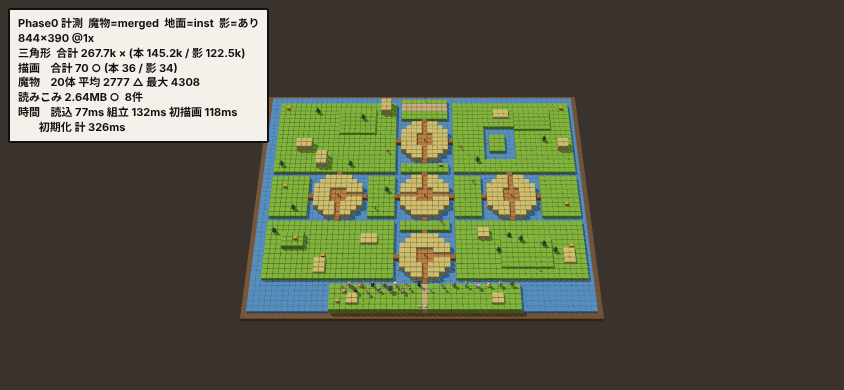 Phase0 計測 魔物=merged 地面=inst 影=あり
844×390 @1x
三角形 合計 267.7k × (本 145.2k / 影 122.5k)
描画 合計 70 ○ (本 36 / 影 34)
魔物 20体 平均 2777 △ 最大 4308
読みこみ 2.64MB ○ 8件
時間 読込 77ms 組立 132ms 初描画 118ms
初期化 計 326ms